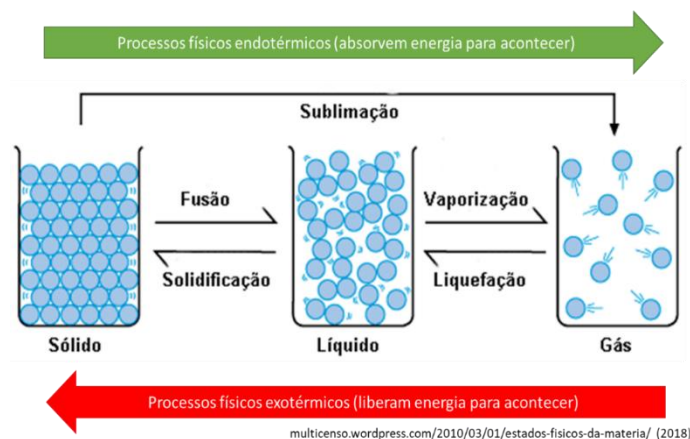 Processos físicos endotérmicos (absorvem energia para acontecer)
Sublimação
Fusão
Vaporização
Solidificação
Liquefação
Sólido
Líquido
Gás
Processos físicos exotérmicos (liberam energia para acontecer)
multicenso.wordpress.com/2010/03/01/estados-fisicos-da-materia/ (2018)